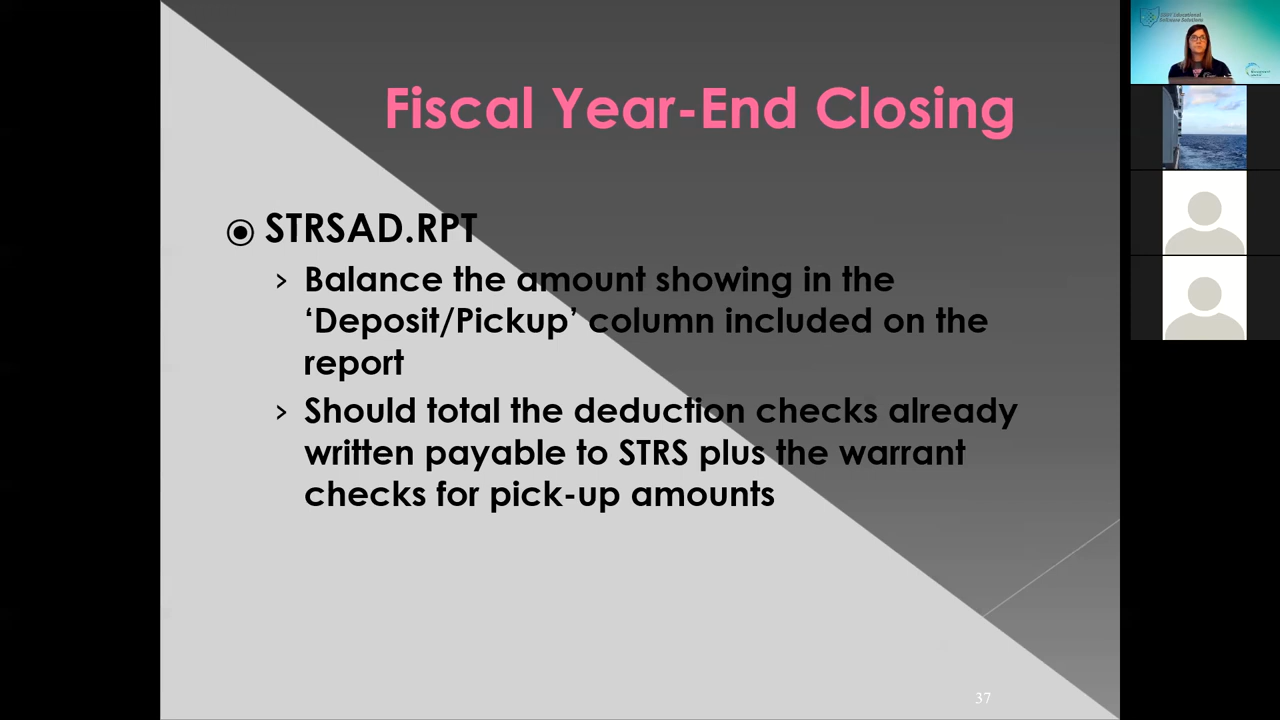 Fiscal Year-End Closing
STRSAD.RPT
› Balance the amount showing in the
‘Deposit/Pickup’ column included on the
report
› Should total the deduction checks already
written payable to STRS plus the warrant
checks for pick-up amounts
37